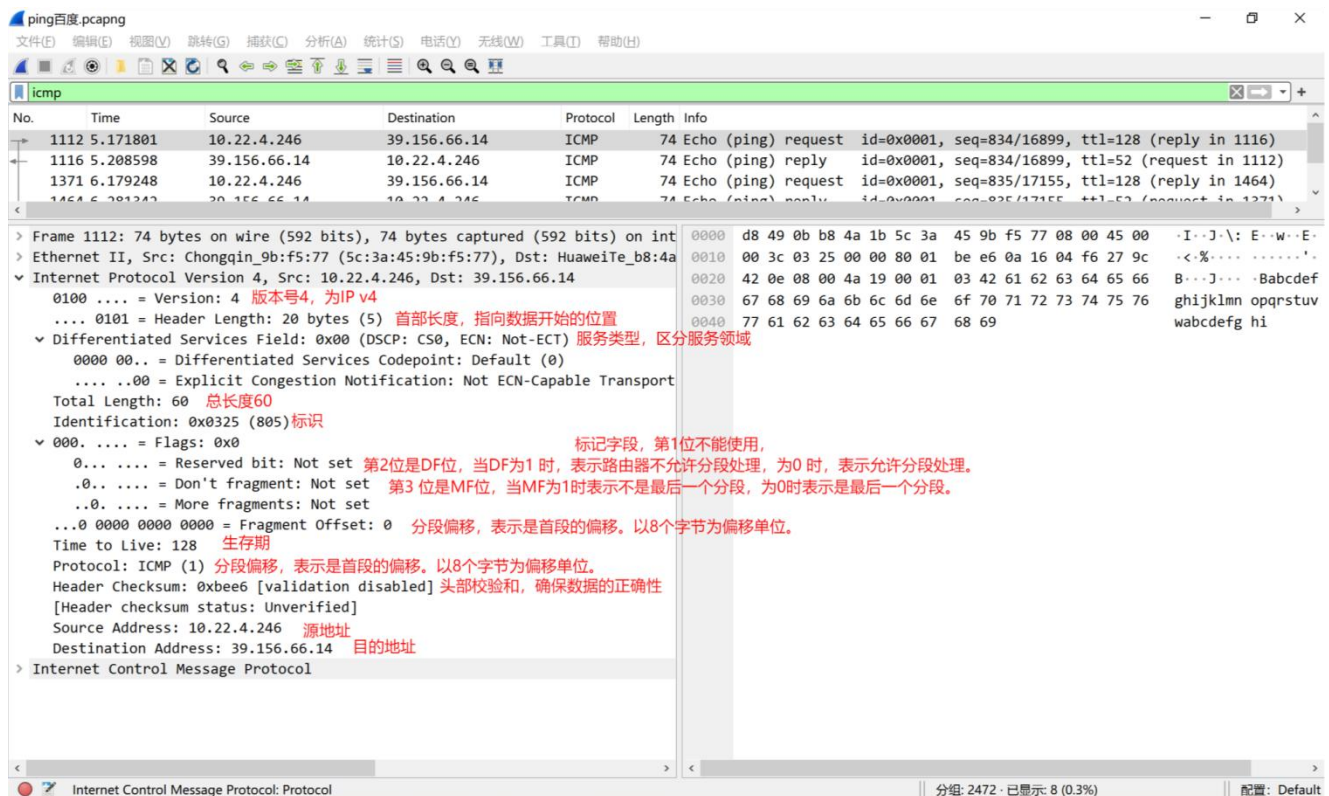 ping百度.pcapng
文件(F) 编辑(E) 视图(V) 跳转(G) 捕获(C) 分析(A) 统计(S) 电话(Y) 无线(W) 工具(T) 帮助(H)
icmp
No. Time Source Destination Protocol Length Info
1112 5.171801 10.22.4.246 39.156.66.14 ICMP 74 Echo (ping) request id=0x0001, seq=834/16899, ttl=128 (reply in 1116)
1116 5.208598 39.156.66.14 10.22.4.246 ICMP 74 Echo (ping) reply id=0x0001, seq=834/16899, ttl=52 (request in 1112)
1371 6.179248 10.22.4.246 39.156.66.14 ICMP 74 Echo (ping) request id=0x0001, seq=835/17155, ttl=128 (reply in 1464)
1464 6.281342 39.156.66.14 10.22.4.246 ICMP 74 Echo (ping) reply id=0x0001, seq=835/17155, ttl=52 (request in 1371)
Frame 1112: 74 bytes on wire (592 bits), 74 bytes captured (592 bits) on int
Ethernet II, Src: Chongqin_9b:f5:77 (5c:3a:45:9b:f5:77), Dst: HuaweiTe_b8:4a
Internet Protocol Version 4, Src: 10.22.4.246, Dst: 39.156.66.14
0100 .... = Version: 4 版本号4，为IP v4
.... 0101 = Header Length: 20 bytes (5) 首部长度，指向数据开始的位置
Differentiated Services Field: 0x00 (DSCP: CS0, ECN: Not-ECT) 服务类型，区分服务领域
0000 00.. = Differentiated Services Codepoint: Default (0)
.... ..00 = Explicit Congestion Notification: Not ECN-Capable Transport
Total Length: 60 总长度60
Identification: 0x0325 (805) 标识
000. .... = Flags: 0x0 标记字段，第1位不能使用，
0... .... = Reserved bit: Not set 第2位是DF位，当DF为1 时，表示路由器不允许分段处理，为0 时，表示允许分段处理。
.0.. .... = Don't fragment: Not set 第3 位是MF位，当MF为1时表示不是最后一个分段，为0时表示是最后一个分段。
..0. .... = More fragments: Not set
...0 0000 0000 0000 = Fragment Offset: 0 分段偏移，表示是首段的偏移。以8个字节为偏移单位。
Time to Live: 128 生存期
Protocol: ICMP (1) 分段偏移，表示是首段的偏移。以8个字节为偏移单位。
Header Checksum: 0xbee6 [validation disabled] 头部校验和，确保数据的正确性
[Header checksum status: Unverified]
Source Address: 10.22.4.246 源地址
Destination Address: 39.156.66.14 目的地址
Internet Control Message Protocol
0000 d8 49 0b b8 4a 1b 5c 3a 45 9b f5 77 08 00 45 00 ·I··J·\: E··w··E·
0010 00 3c 03 25 00 00 80 01 be e6 0a 16 04 f6 27 9c ·<·%···· ······'·
0020 42 0e 08 00 4a 19 00 01 03 42 61 62 63 64 65 66 B···J··· ·Babcdef
0030 67 68 69 6a 6b 6c 6d 6e 6f 70 71 72 73 74 75 76 ghijklmn opqrstuv
0040 77 61 62 63 64 65 66 67 68 69 wabcdefg hi
Internet Control Message Protocol: Protocol
分组: 2472 · 已显示: 8 (0.3%)
配置: Default